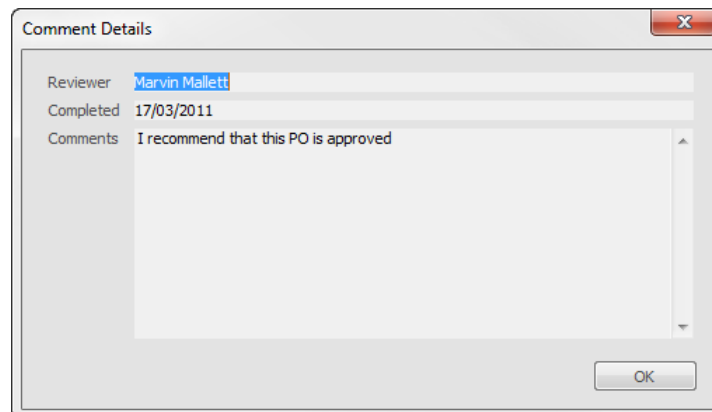 Comment Details
Reviewer Marvin Mallett
Completed 17/03/2011
Comments I recommend that this PO is approved
OK